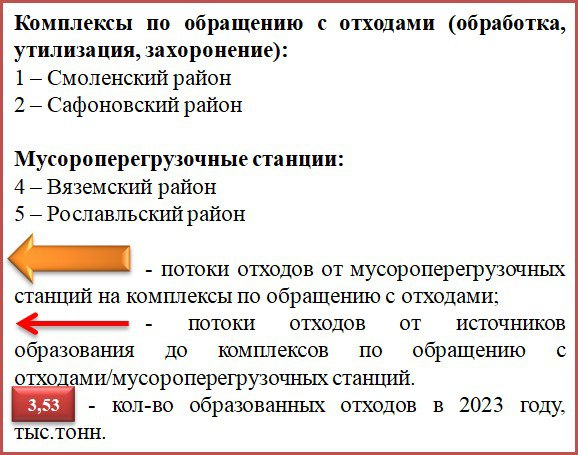 Комплексы по обращению с отходами (обработка,
утилизация, захоронение):
1 – Смоленский район
2 – Сафоновский район
Мусороперегрузочные станции:
4 – Вяземский район
5 – Рославльский район
- потоки отходов от мусороперегрузочных
станций на комплексы по обращению с отходами;
- потоки отходов от источников
образования до комплексов по обращению с
отходами/мусороперегрузочных станций.
3,53 - кол-во образованных отходов в 2023 году,
тыс.тонн.